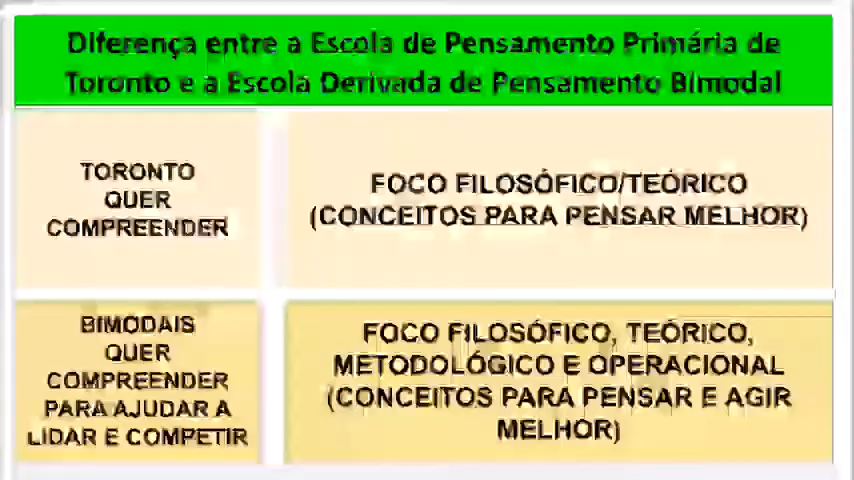 Diferença entre a Escola de Pensamento Primária de
Toronto e a Escola Derivada de Pensamento Bimodal
TORONTO
QUER
COMPREENDER
FOCO FILOSÓFICO/TEÓRICO
(CONCEITOS PARA PENSAR MELHOR)
BIMODAIS
QUER
COMPREENDER
PARA AJUDAR A
LIDAR E COMPETIR
FOCO FILOSÓFICO, TEÓRICO,
METODOLÓGICO E OPERACIONAL
(CONCEITOS PARA PENSAR E AGIR
MELHOR)